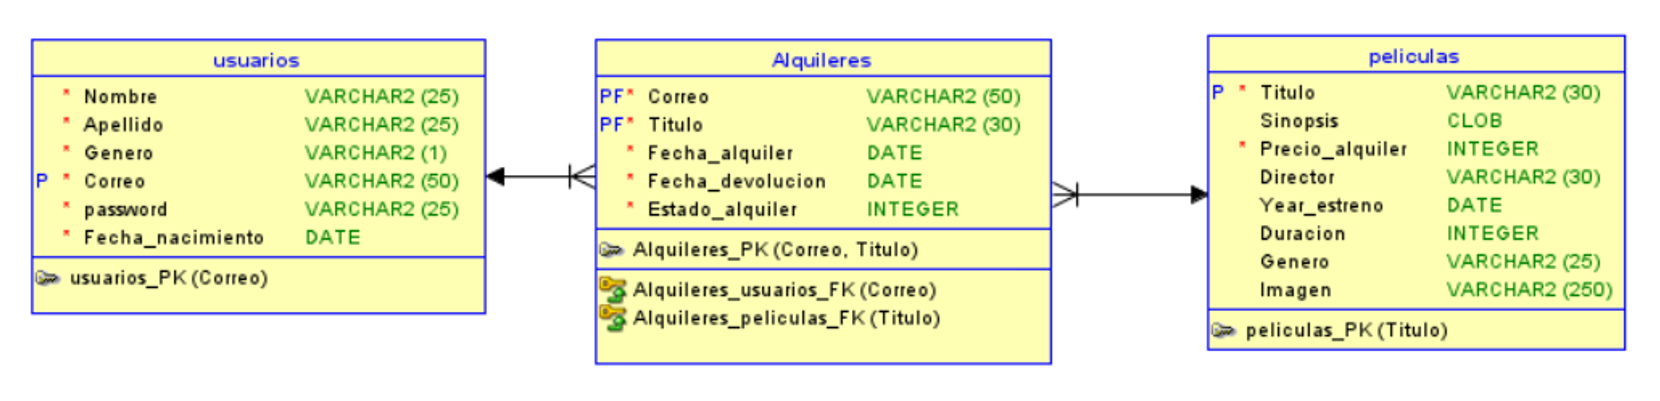 usuarios
* Nombre VARCHAR2 (25)
* Apellido VARCHAR2 (25)
* Genero VARCHAR2 (1)
P * Correo VARCHAR2 (50)
* password VARCHAR2 (25)
* Fecha_nacimiento DATE
usuarios_PK (Correo)
Alquileres
PF* Correo VARCHAR2 (50)
PF* Titulo VARCHAR2 (30)
* Fecha_alquiler DATE
* Fecha_devolucion DATE
* Estado_alquiler INTEGER
Alquileres_PK (Correo, Titulo)
Alquileres_usuarios_FK (Correo)
Alquileres_peliculas_FK (Titulo)
peliculas
P * Titulo VARCHAR2 (30)
Sinopsis CLOB
* Precio_alquiler INTEGER
Director VARCHAR2 (30)
Year_estreno DATE
Duracion INTEGER
Genero VARCHAR2 (25)
Imagen VARCHAR2 (250)
peliculas_PK (Titulo)